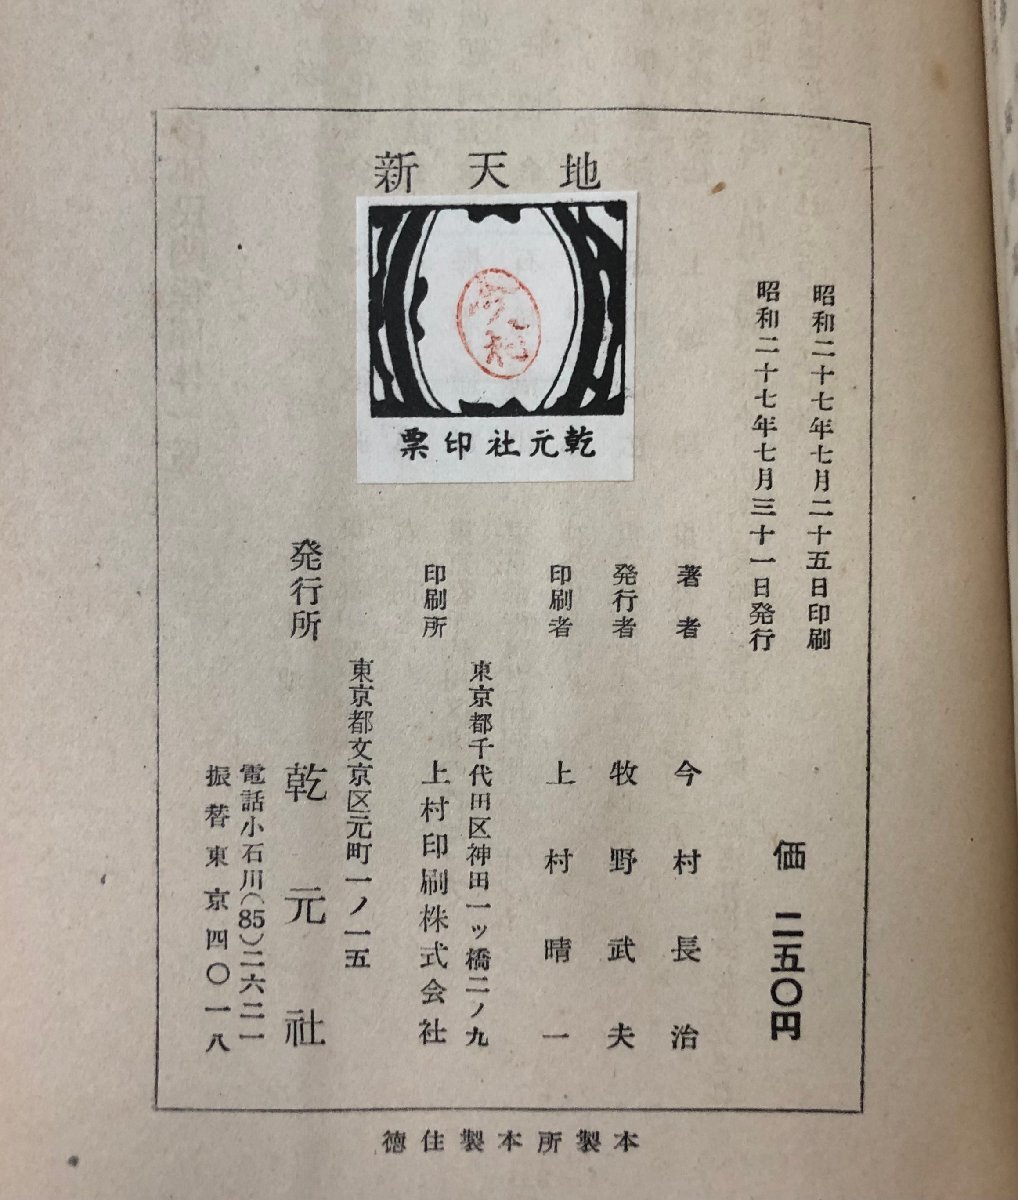 新天地
今村
乾元社印票
昭和二十七年七月二十五日印刷
昭和二十七年七月三十一日発行
価 二五〇円
著者 今村長治
発行者 牧野武夫
印刷者 上村晴一
東京都千代田区神田一ッ橋二ノ九
印刷所 上村印刷株式会社
東京都文京区元町一ノ一五
発行所 乾元社
電話小石川(85)二六二一
振替東京四〇一八
徳住製本所製本